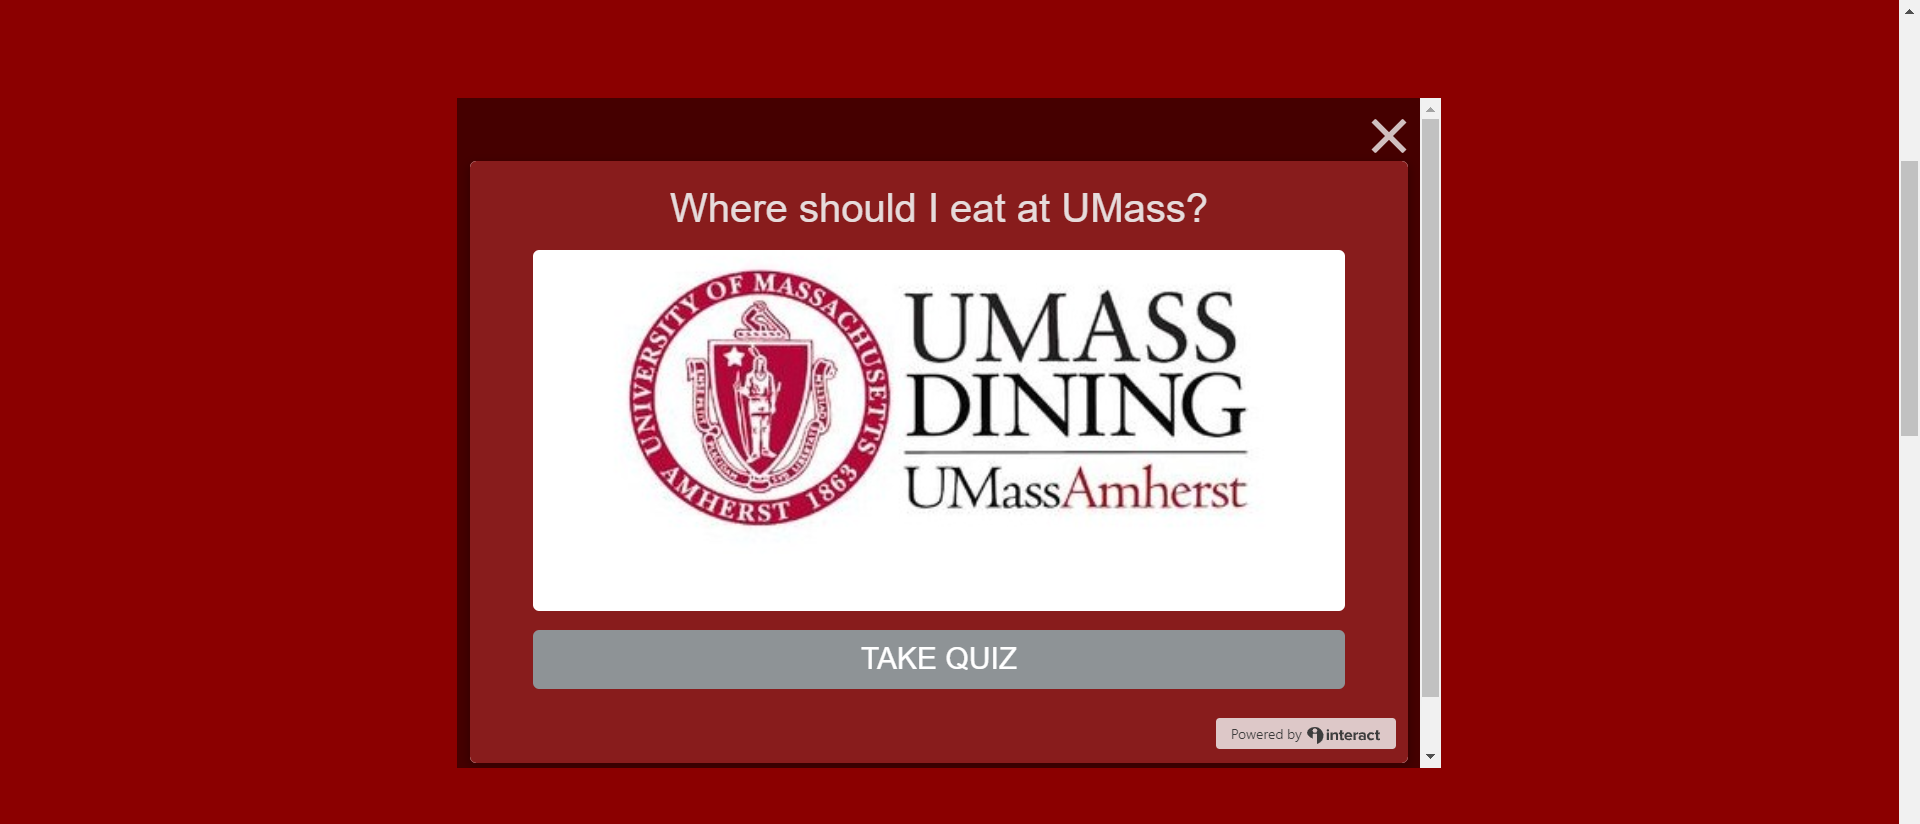 Where should I eat at UMass?
UNIVERSITY OF MASSACHUSETTS
AMHERST 1863
UMASS
DINING
UMassAmherst
TAKE QUIZ
Powered by interact